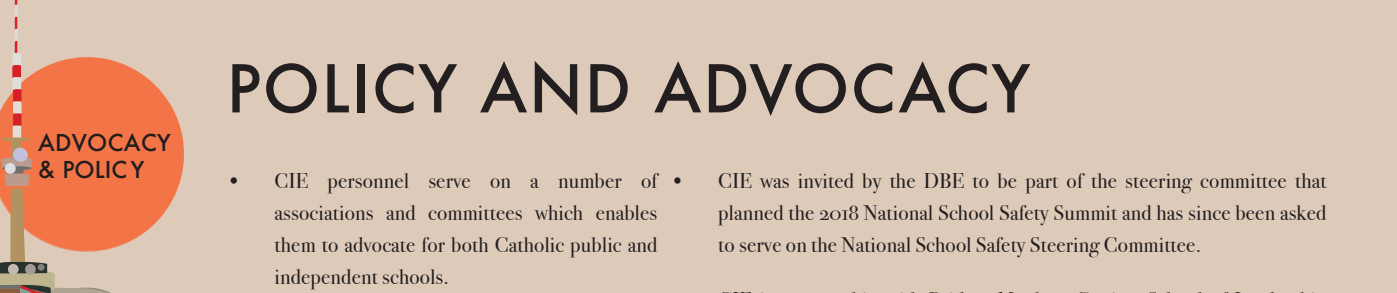 ADVOCACY
& POLICY
POLICY AND ADVOCACY
• CIE personnel serve on a number of
associations and committees which enables
them to advocate for both Catholic public and
independent schools.
• CIE was invited by the DBE to be part of the steering committee that
planned the 2018 National School Safety Summit and has since been asked
to serve on the National School Safety Steering Committee.